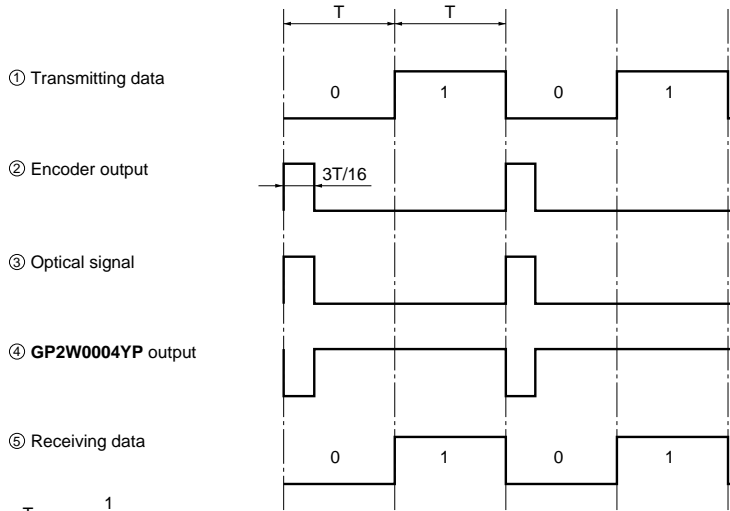 T T
① Transmitting data
0 1 0 1
② Encoder output
3T/16
③ Optical signal
④ GP2W0004YP output
⑤ Receiving data
0 1 0 1
1